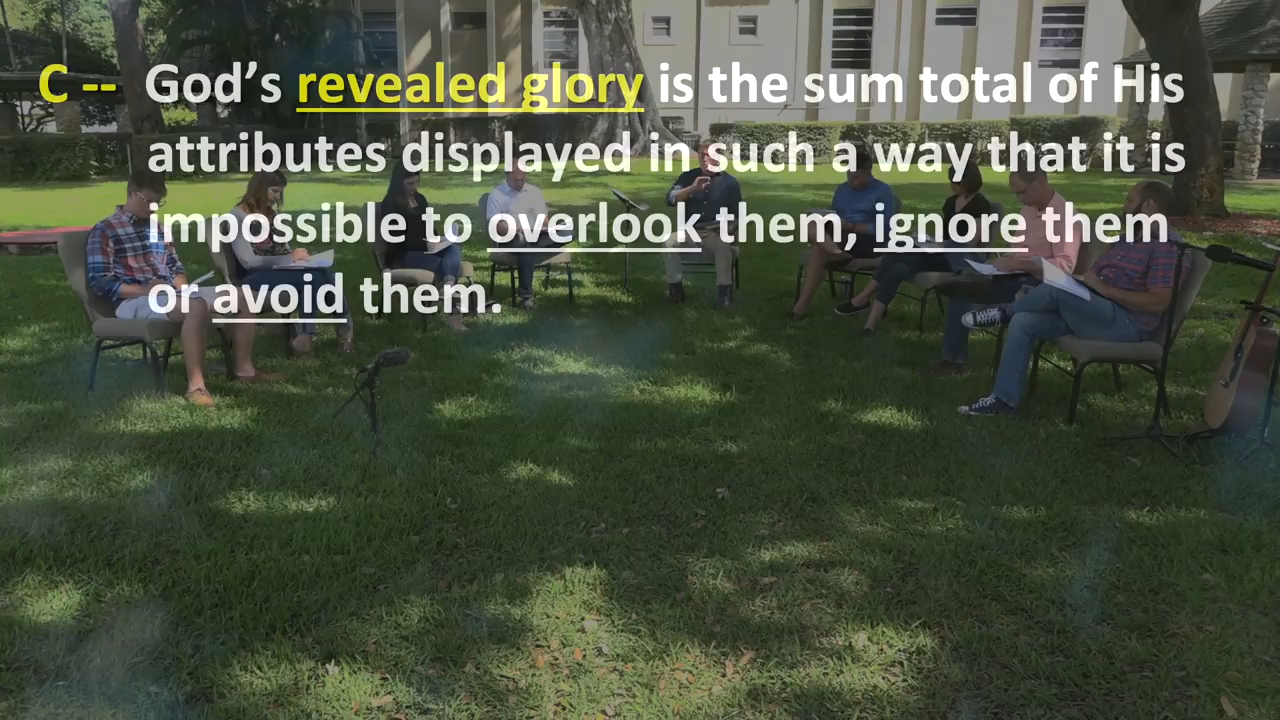 C -- God’s revealed glory is the sum total of His
attributes displayed in such a way that it is
impossible to overlook them, ignore them
or avoid them.